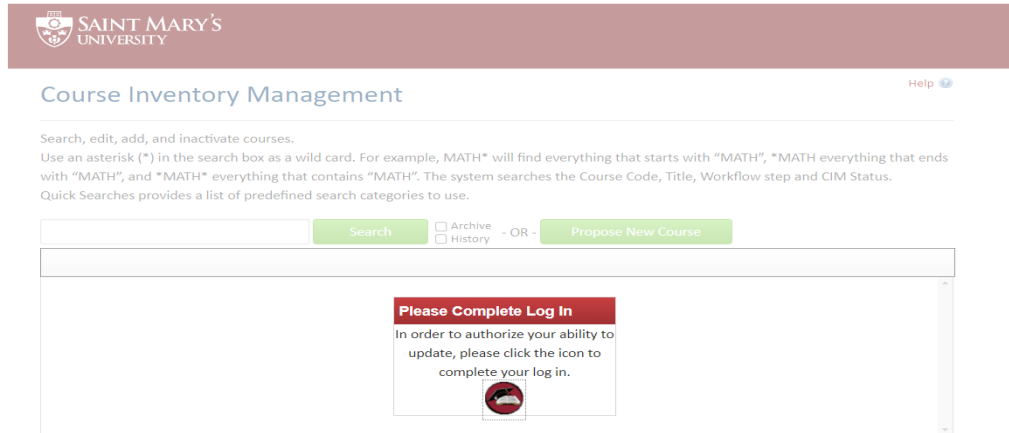 SAINT MARY'S
UNIVERSITY
Help ?
Course Inventory Management
Search, edit, add, and inactivate courses.
Use an asterisk (*) in the search box as a wild card. For example, MATH* will find everything that starts with “MATH”, *MATH everything that ends
with “MATH”, and *MATH* everything that contains “MATH”. The system searches the Course Code, Title, Workflow step and CIM Status.
Quick Searches provides a list of predefined search categories to use.
Search
Archive
History
- OR -
Propose New Course
Please Complete Log In
In order to authorize your ability to
update, please click the icon to
complete your log in.